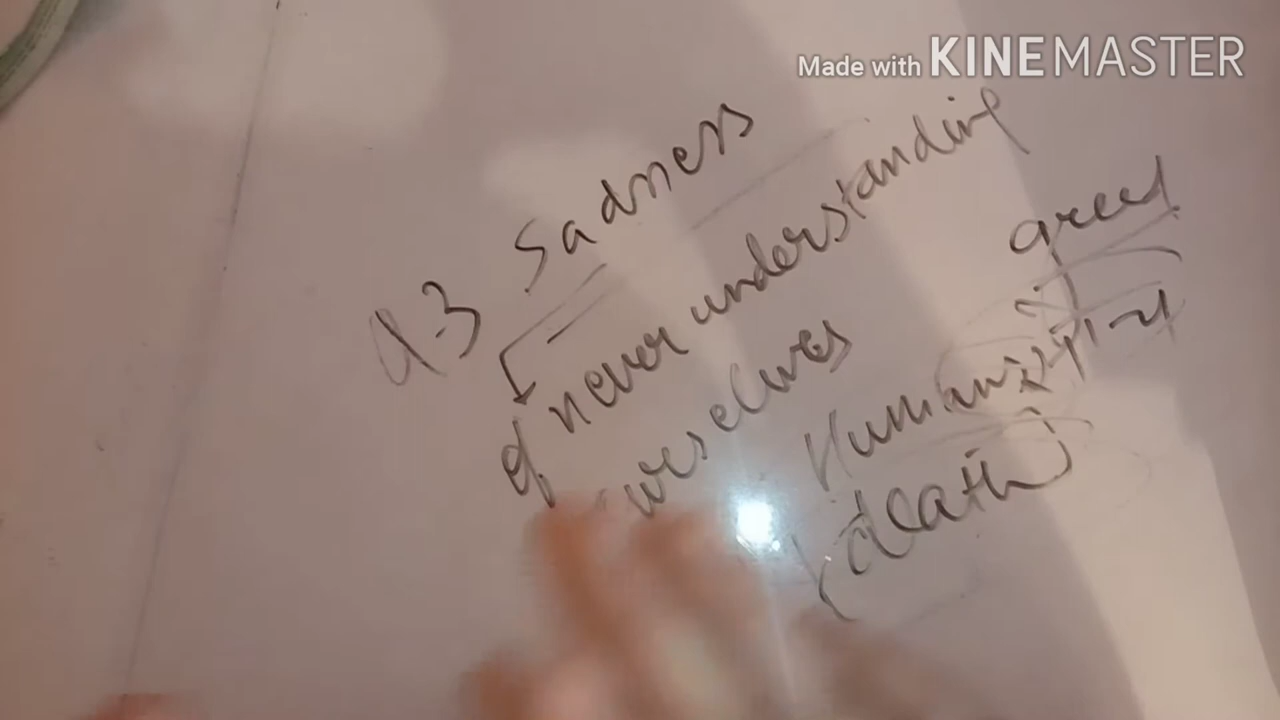 Made with KINEMASTER
Q.3 Sadness
of never understanding
ourselves
greed
Humanity
(death)